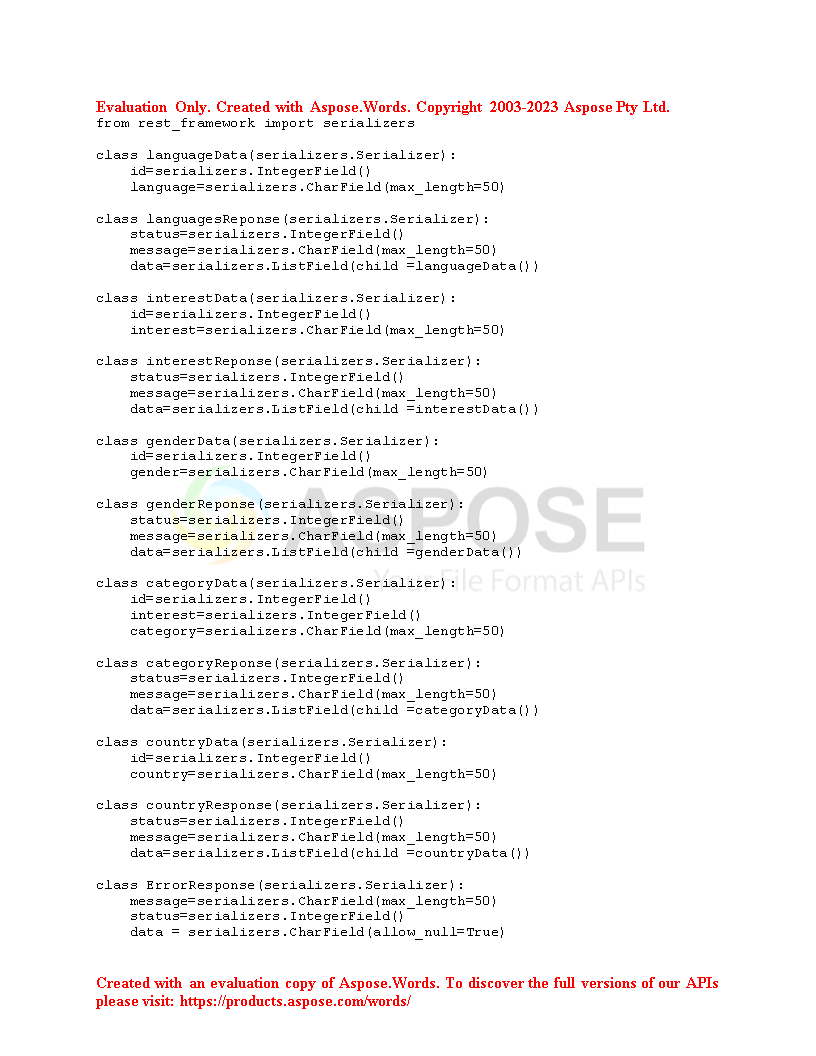 Evaluation Only. Created with Aspose.Words. Copyright 2003-2023 Aspose Pty Ltd.
from rest_framework import serializers

class languageData(serializers.Serializer):
    id=serializers.IntegerField()
    language=serializers.CharField(max_length=50)

class languagesReponse(serializers.Serializer):
    status=serializers.IntegerField()
    message=serializers.CharField(max_length=50)
    data=serializers.ListField(child =languageData())

class interestData(serializers.Serializer):
    id=serializers.IntegerField()
    interest=serializers.CharField(max_length=50)

class interestReponse(serializers.Serializer):
    status=serializers.IntegerField()
    message=serializers.CharField(max_length=50)
    data=serializers.ListField(child =interestData())

class genderData(serializers.Serializer):
    id=serializers.IntegerField()
    gender=serializers.CharField(max_length=50)

class genderReponse(serializers.Serializer):
    status=serializers.IntegerField()
    message=serializers.CharField(max_length=50)
    data=serializers.ListField(child =genderData())
ASPOSE
Your File Format APIs

class categoryData(serializers.Serializer):
    id=serializers.IntegerField()
    interest=serializers.IntegerField()
    category=serializers.CharField(max_length=50)

class categoryReponse(serializers.Serializer):
    status=serializers.IntegerField()
    message=serializers.CharField(max_length=50)
    data=serializers.ListField(child =categoryData())

class countryData(serializers.Serializer):
    id=serializers.IntegerField()
    country=serializers.CharField(max_length=50)

class countryResponse(serializers.Serializer):
    status=serializers.IntegerField()
    message=serializers.CharField(max_length=50)
    data=serializers.ListField(child =countryData())

class ErrorResponse(serializers.Serializer):
    message=serializers.CharField(max_length=50)
    status=serializers.IntegerField()
    data = serializers.CharField(allow_null=True)

Created with an evaluation copy of Aspose.Words. To discover the full versions of our APIs
please visit: https://products.aspose.com/words/